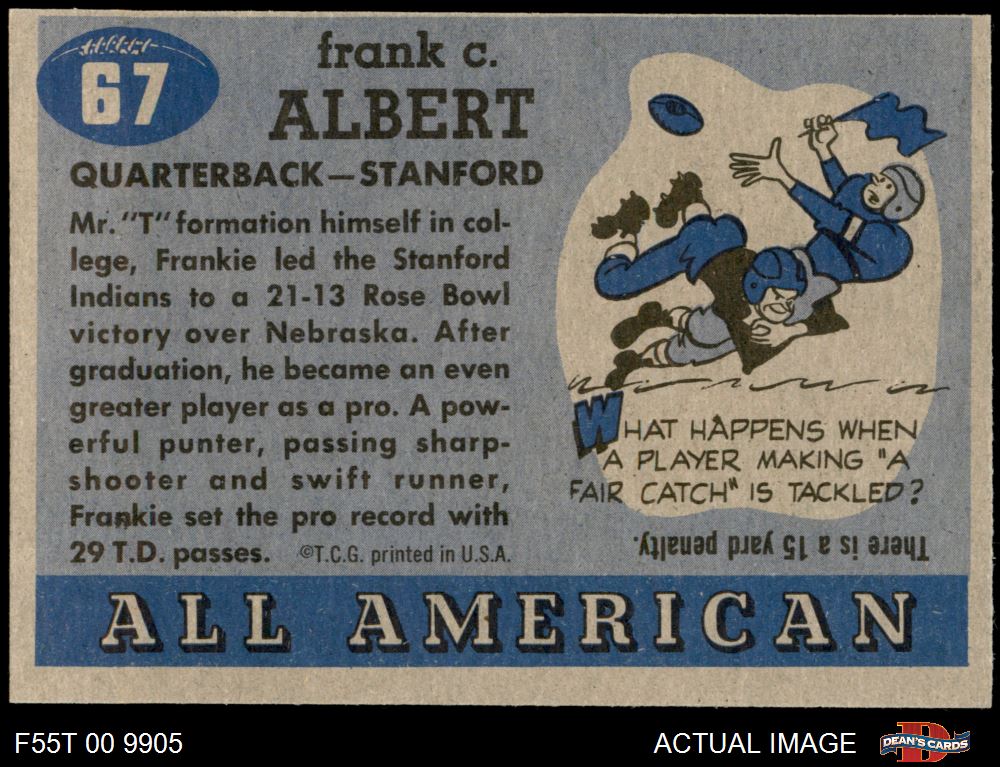 67
frank c.
ALBERT
QUARTERBACK—STANFORD
Mr. "T" formation himself in col-
lege, Frankie led the Stanford
Indians to a 21-13 Rose Bowl
victory over Nebraska. After
graduation, he became an even
greater player as a pro. A pow-
erful punter, passing sharp-
shooter and swift runner,
Frankie set the pro record with
29 T.D. passes. ©T.C.G. printed in U.S.A.
WHAT HAPPENS WHEN
A PLAYER MAKING "A
FAIR CATCH" IS TACKLED?
There is a 15 yard penalty.
ALL AMERICAN
F55T 00 9905
ACTUAL IMAGE
D
DEAN'S CARDS